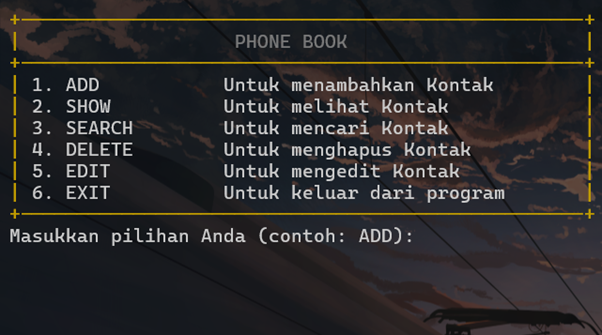 PHONE BOOK
1. ADD Untuk menambahkan Kontak
2. SHOW Untuk melihat Kontak
3. SEARCH Untuk mencari Kontak
4. DELETE Untuk menghapus Kontak
5. EDIT Untuk mengedit Kontak
6. EXIT Untuk keluar dari program
Masukkan pilihan Anda (contoh: ADD):